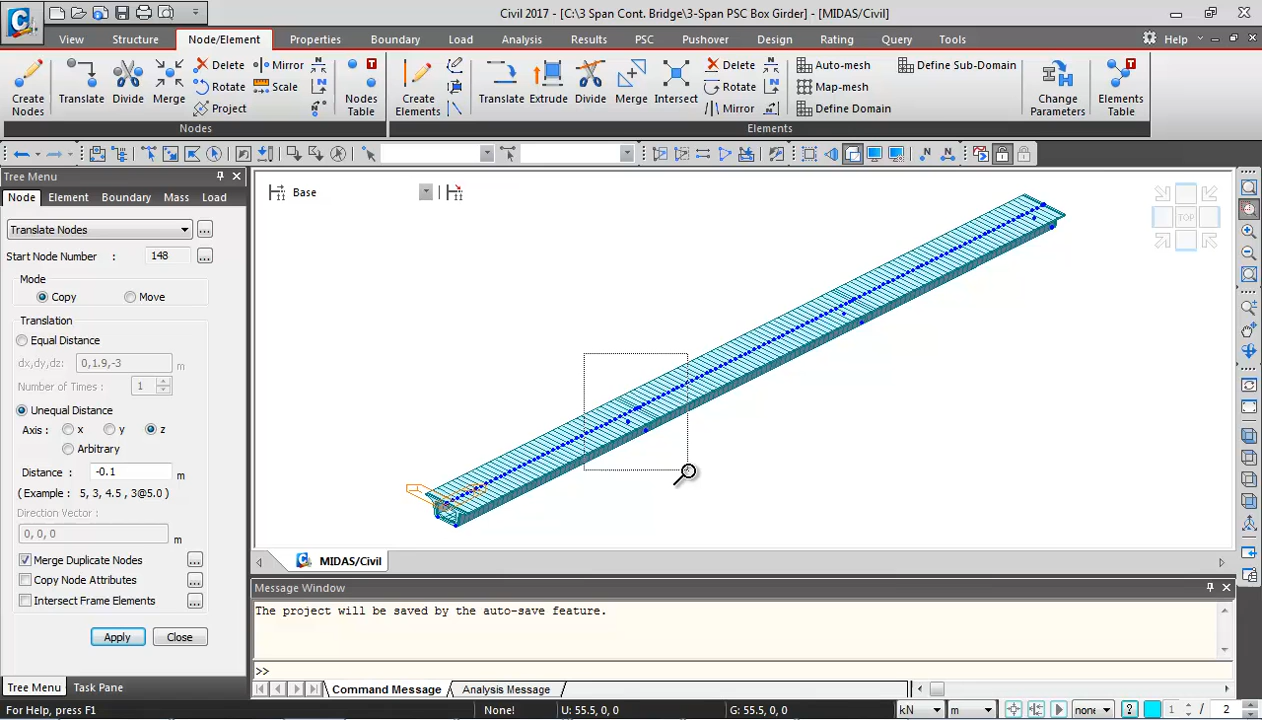 Civil 2017 - [C:\3 Span Cont. Bridge\3-Span PSC Box Girder] - [MIDAS/Civil]
View Structure Node/Element Properties Boundary Load Analysis Results PSC Pushover Design Rating Query Tools Help
Create Nodes
Translate
Divide
Merge
Delete
Rotate
Project
Mirror
Scale
Nodes Table
Create Elements
Translate
Extrude
Divide
Merge
Intersect
Delete
Rotate
Mirror
Auto-mesh
Map-mesh
Define Domain
Define Sub-Domain
Change Parameters
Elements Table
Nodes
Elements
Tree Menu
Node Element Boundary Mass Load
Translate Nodes
Start Node Number : 148
Mode
Copy Move
Translation
Equal Distance
dx,dy,dz: 0,1.9,-3 m
Number of Times : 1
Unequal Distance
Axis : x y z
Arbitrary
Distance : -0.1 m
( Example : 5, 3, 4.5 , 3@5.0 )
Direction Vector :
0, 0, 0 m
Merge Duplicate Nodes
Copy Node Attributes
Intersect Frame Elements
Apply Close
Tree Menu Task Pane
Base
TOP
MIDAS/Civil
Message Window
The project will be saved by the auto-save feature.
>>
Command Message Analysis Message
For Help, press F1 None! U: 55.5, 0, 0 G: 55.5, 0, 0 kN m none 1 / 2